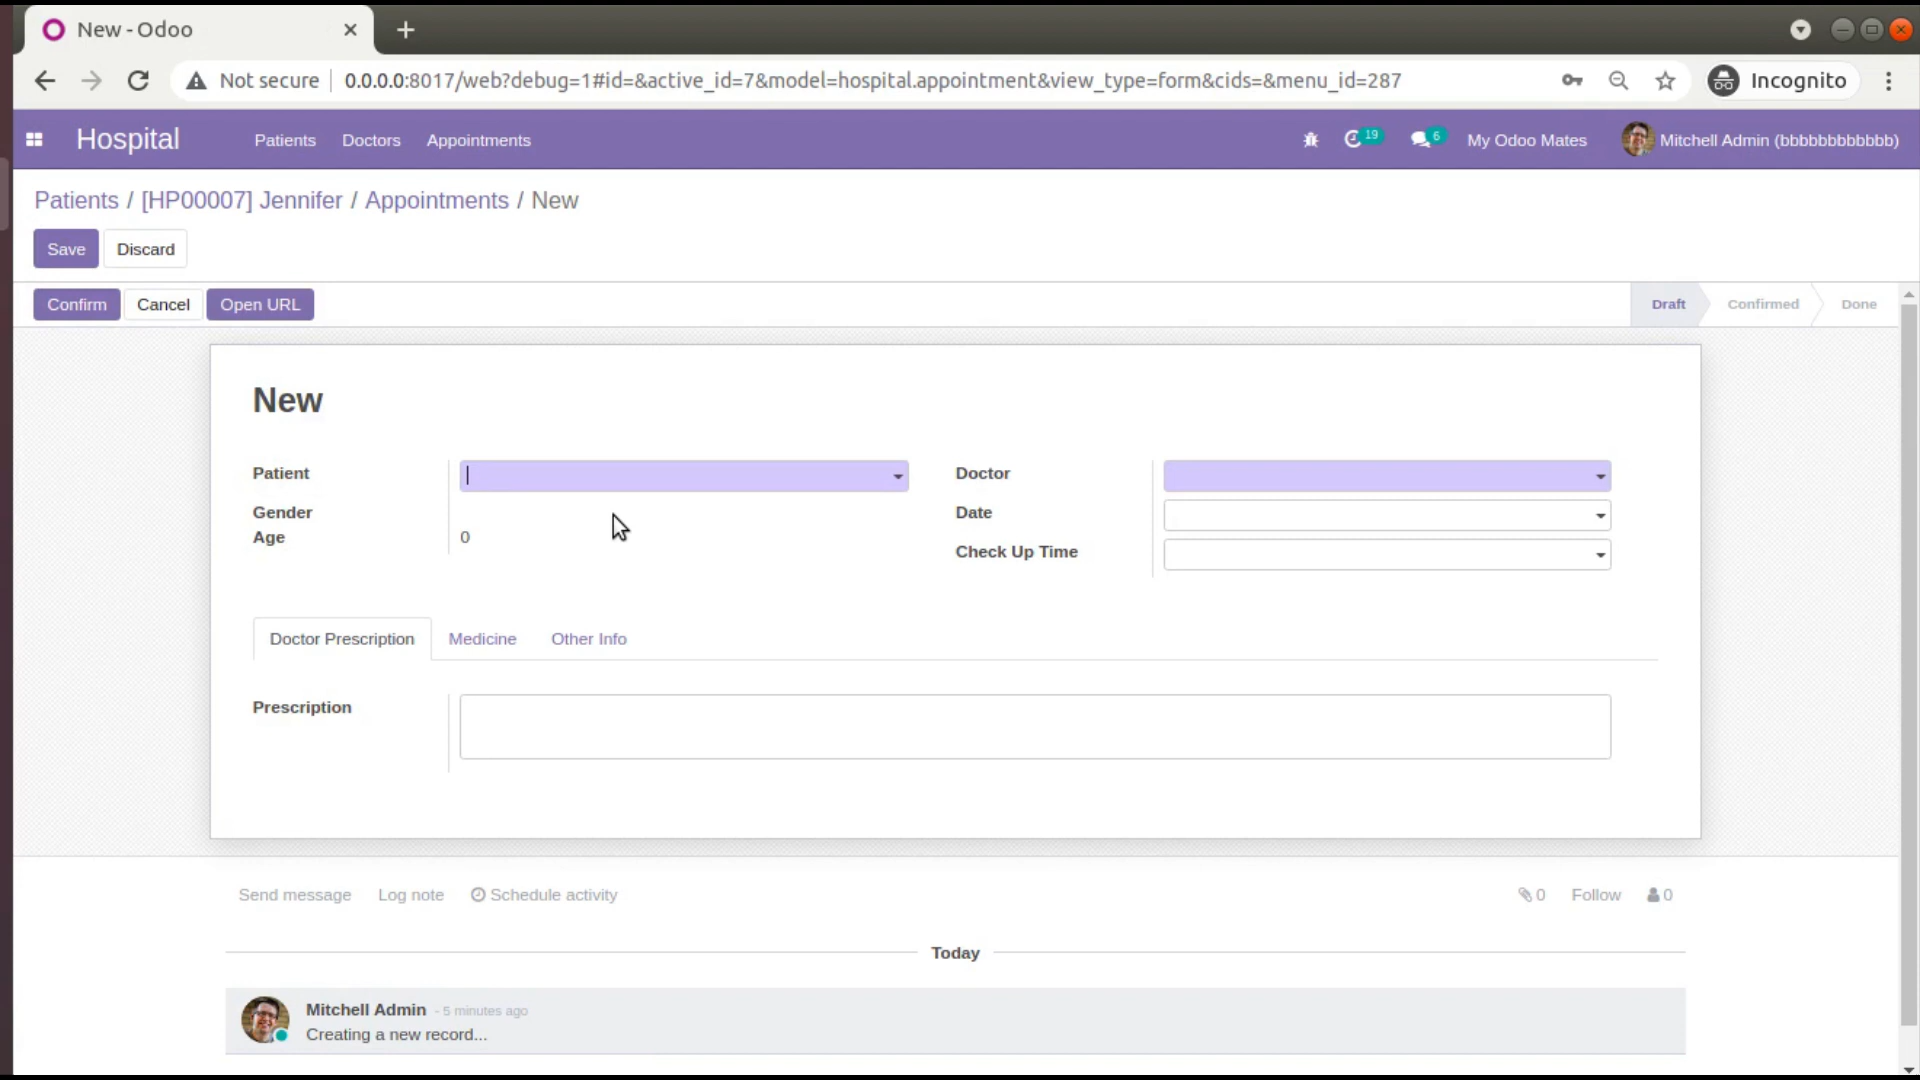 New - Odoo
Not secure 0.0.0.0:8017/web?debug=1#id=&active_id=7&model=hospital.appointment&view_type=form&cids=&menu_id=287 Incognito
Hospital Patients Doctors Appointments 19 6 My Odoo Mates Mitchell Admin (bbbbbbbbbbbb)
Patients / [HP00007] Jennifer / Appointments / New
Save Discard
Confirm Cancel Open URL Draft Confirmed Done
New
Patient Doctor
Gender Date
Age 0
Check Up Time
Doctor Prescription Medicine Other Info
Prescription
Send message Log note Schedule activity 0 Follow 0
Today
Mitchell Admin - 5 minutes ago
Creating a new record...